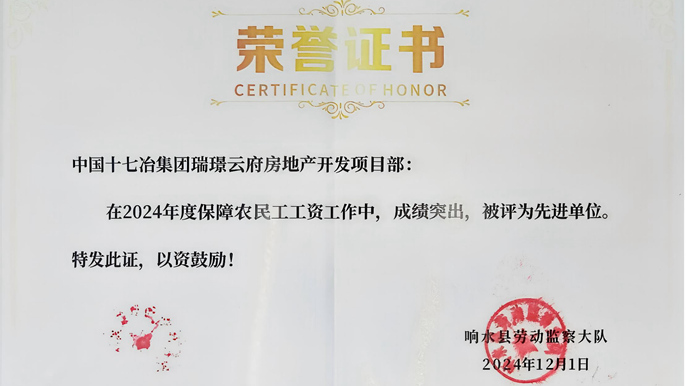 荣誉证书
CERTIFICATE OF HONOR
中国十七冶集团瑞璟云府房地产开发项目部：
在2024年度保障农民工工资工作中，成绩突出，被评为先进单位。
特发此证，以资鼓励！
响水县劳动监察大队
2024年12月1日